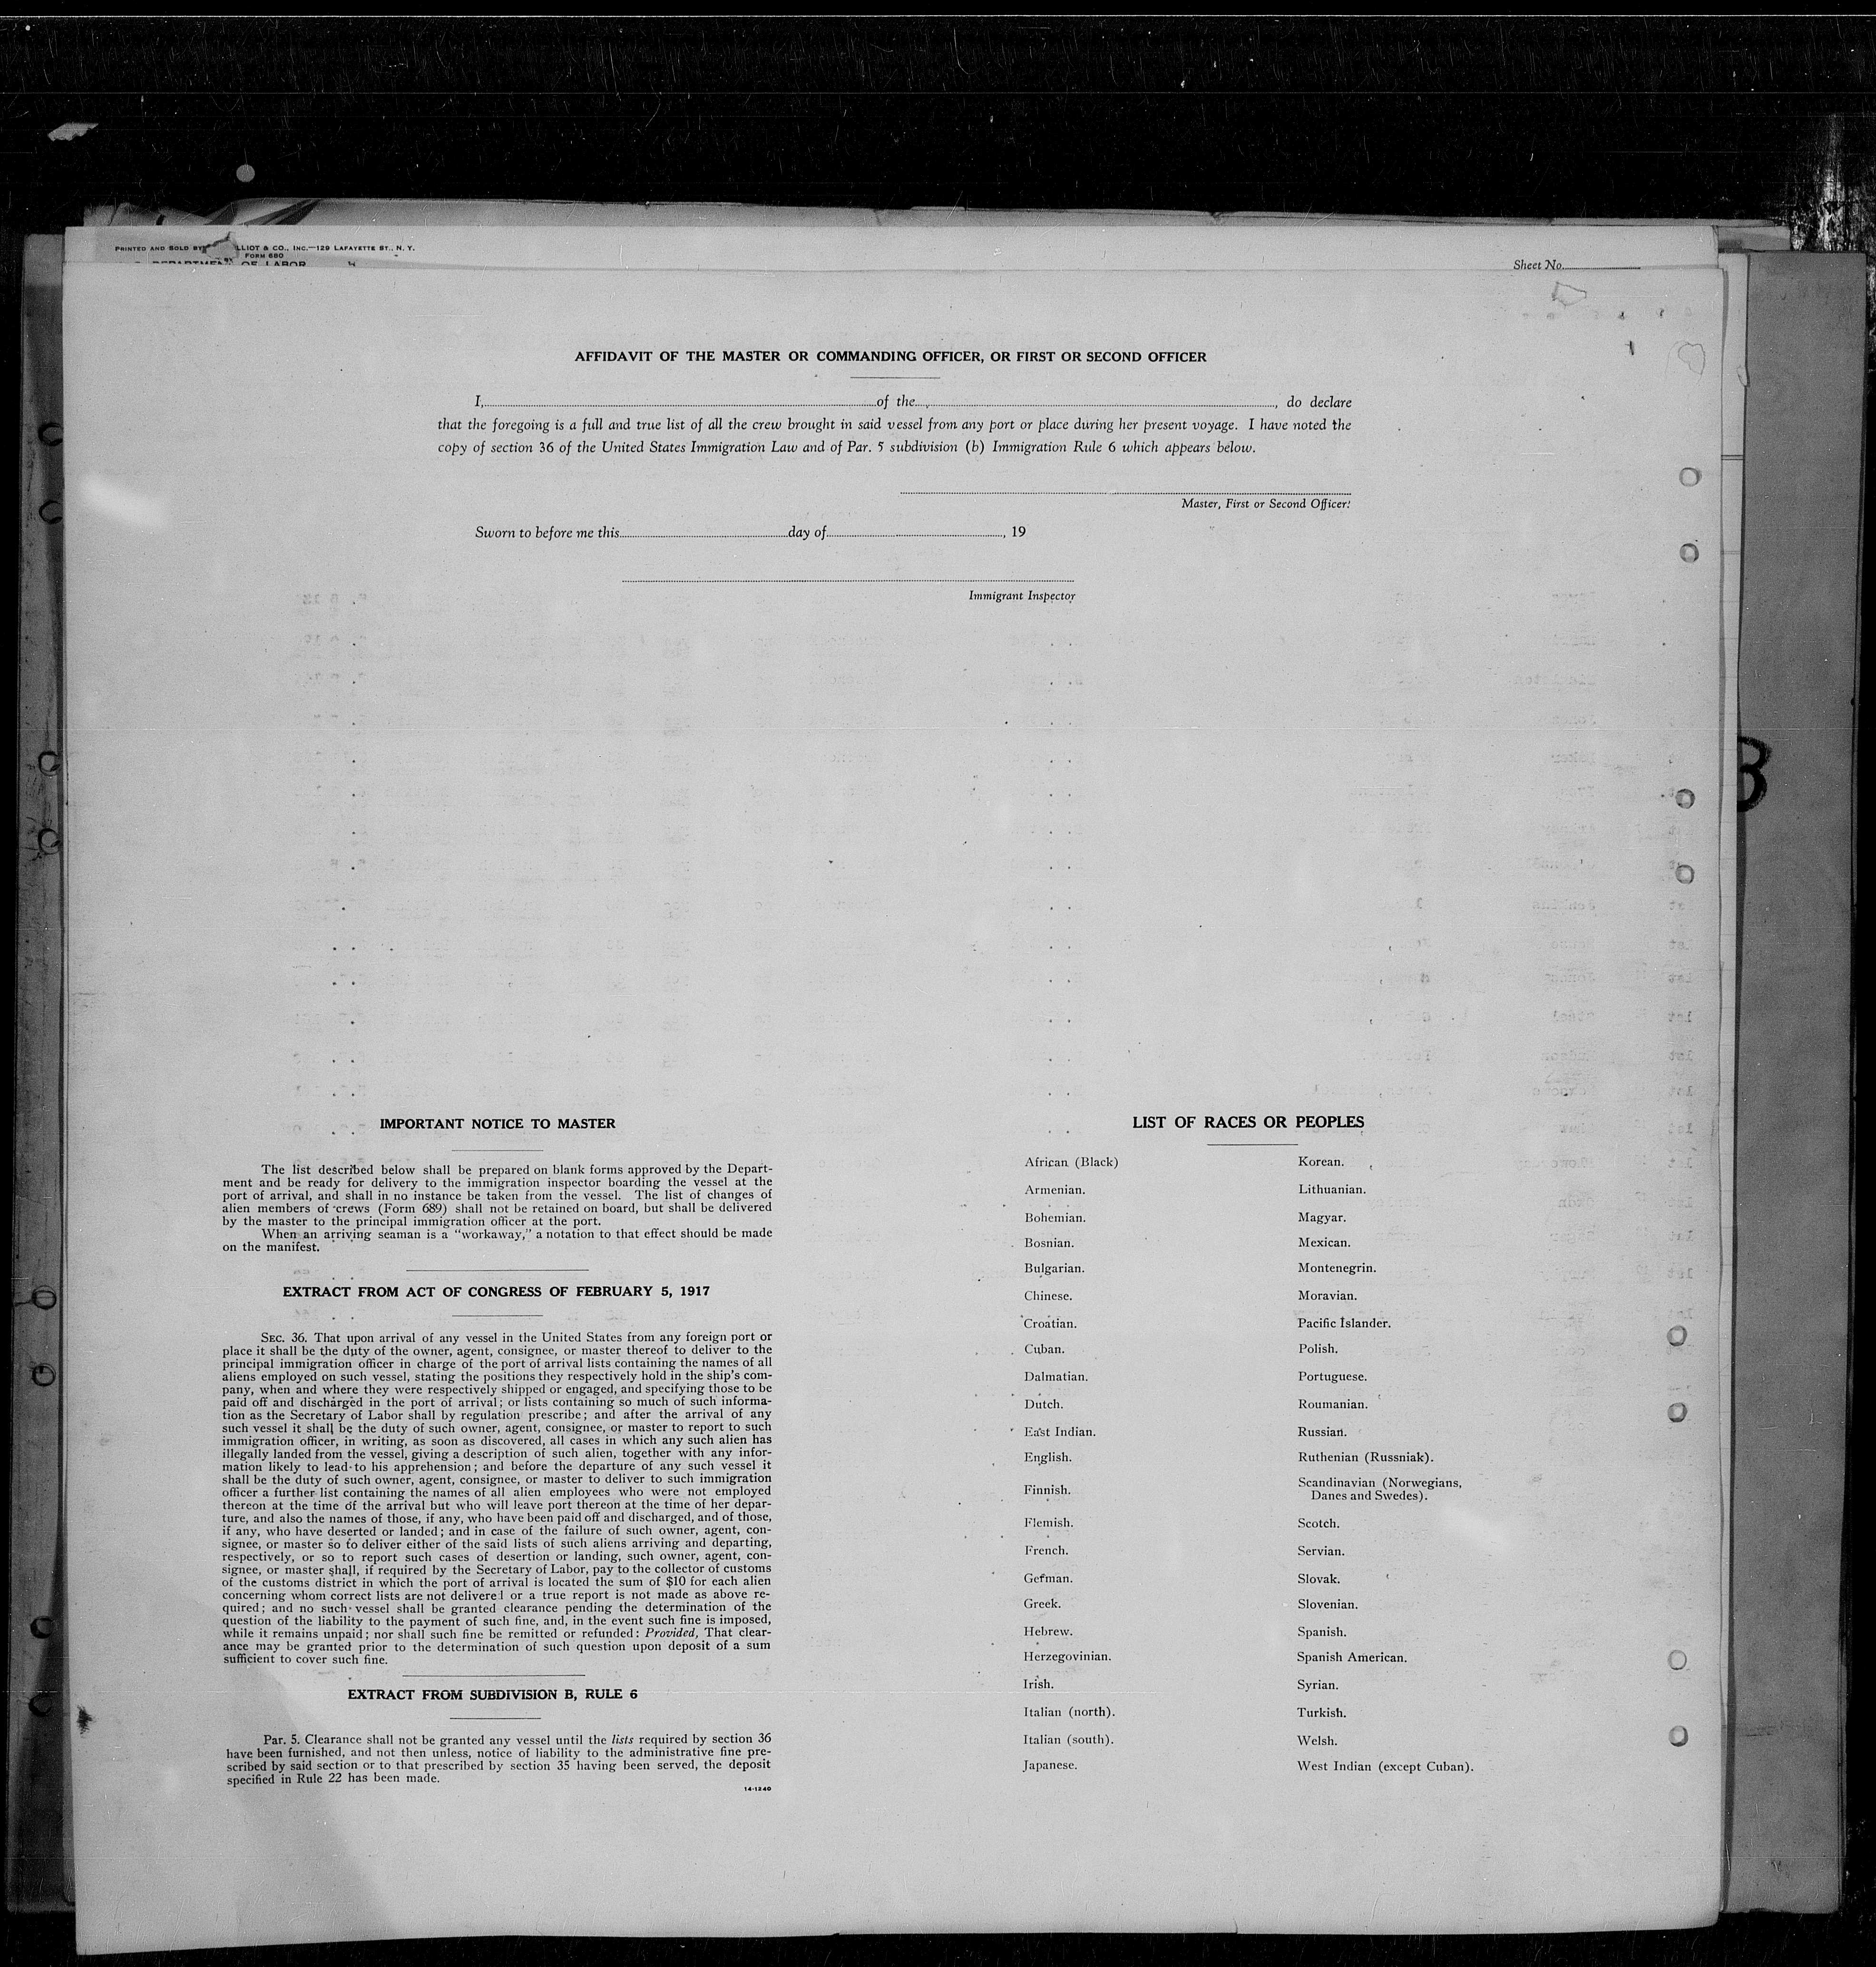 PRINTED AND SOLD BY LLIOT & CO., INC.—129 LAFAYETTE ST., N. Y.
FORM 680
DEPARTMENT OF LABOR
Sheet No.
AFFIDAVIT OF THE MASTER OR COMMANDING OFFICER, OR FIRST OR SECOND OFFICER
I, of the , do declare
that the foregoing is a full and true list of all the crew brought in said vessel from any port or place during her present voyage. I have noted the
copy of section 36 of the United States Immigration Law and of Par. 5 subdivision (b) Immigration Rule 6 which appears below.
Master, First or Second Officer.
Sworn to before me this day of , 19
Immigrant Inspector
IMPORTANT NOTICE TO MASTER
The list described below shall be prepared on blank forms approved by the Depart-
ment and be ready for delivery to the immigration inspector boarding the vessel at the
port of arrival, and shall in no instance be taken from the vessel. The list of changes of
alien members of crews (Form 689) shall not be retained on board, but shall be delivered
by the master to the principal immigration officer at the port.
When an arriving seaman is a "workaway," a notation to that effect should be made
on the manifest.
EXTRACT FROM ACT OF CONGRESS OF FEBRUARY 5, 1917
SEC. 36. That upon arrival of any vessel in the United States from any foreign port or
place it shall be the duty of the owner, agent, consignee, or master thereof to deliver to the
principal immigration officer in charge of the port of arrival lists containing the names of all
aliens employed on such vessel, stating the positions they respectively hold in the ship's com-
pany, when and where they were respectively shipped or engaged, and specifying those to be
paid off and discharged in the port of arrival; or lists containing so much of such informa-
tion as the Secretary of Labor shall by regulation prescribe; and after the arrival of any
such vessel it shall be the duty of such owner, agent, consignee, or master to report to such
immigration officer, in writing, as soon as discovered, all cases in which any such alien has
illegally landed from the vessel, giving a description of such alien, together with any infor-
mation likely to lead to his apprehension; and before the departure of any such vessel it
shall be the duty of such owner, agent, consignee, or master to deliver to such immigration
officer a further list containing the names of all alien employees who were not employed
thereon at the time of the arrival but who will leave port thereon at the time of her depar-
ture, and also the names of those, if any, who have been paid off and discharged, and of those,
if any, who have deserted or landed; and in case of the failure of such owner, agent, con-
signee, or master so to deliver either of the said lists of such aliens arriving and departing,
respectively, or so to report such cases of desertion or landing, such owner, agent, con-
signee, or master shall, if required by the Secretary of Labor, pay to the collector of customs
of the customs district in which the port of arrival is located the sum of $10 for each alien
concerning whom correct lists are not delivered or a true report is not made as above re-
quired; and no such vessel shall be granted clearance pending the determination of the
question of the liability to the payment of such fine, and, in the event such fine is imposed,
while it remains unpaid; nor shall such fine be remitted or refunded: Provided, That clear-
ance may be granted prior to the determination of such question upon deposit of a sum
sufficient to cover such fine.
EXTRACT FROM SUBDIVISION B, RULE 6
Par. 5. Clearance shall not be granted any vessel until the lists required by section 36
have been furnished, and not then unless, notice of liability to the administrative fine pre-
scribed by said section or to that prescribed by section 35 having been served, the deposit
specified in Rule 22 has been made.
14-1240
LIST OF RACES OR PEOPLES
African (Black)
Armenian.
Bohemian.
Bosnian.
Bulgarian.
Chinese.
Croatian.
Cuban.
Dalmatian.
Dutch.
East Indian.
English.
Finnish.
Flemish.
French.
German.
Greek.
Hebrew.
Herzegovinian.
Irish.
Italian (north).
Italian (south).
Japanese.
Korean.
Lithuanian.
Magyar.
Mexican.
Montenegrin.
Moravian.
Pacific Islander.
Polish.
Portuguese.
Roumanian.
Russian.
Ruthenian (Russniak).
Scandinavian (Norwegians,
Danes and Swedes).
Scotch.
Servian.
Slovak.
Slovenian.
Spanish.
Spanish American.
Syrian.
Turkish.
Welsh.
West Indian (except Cuban).